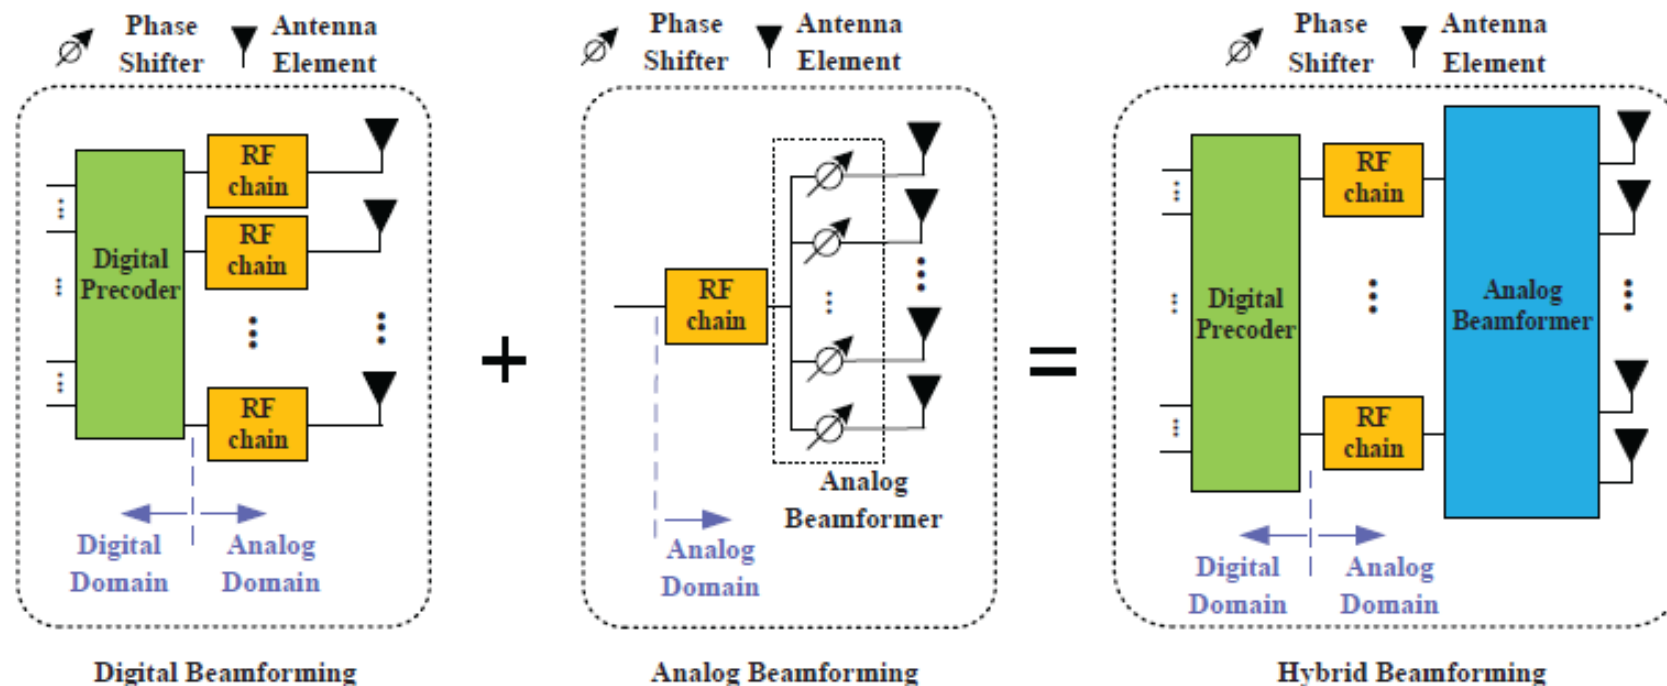 Phase
Shifter
Antenna
Element
RF
chain
RF
chain
Digital
Precoder
RF
chain
Digital
Domain
Analog
Domain
Digital Beamforming
+
Phase
Shifter
Antenna
Element
RF
chain
Analog
Beamformer
Analog
Domain
Analog Beamforming
=
Phase
Shifter
Antenna
Element
RF
chain
Digital
Precoder
Analog
Beamformer
RF
chain
Digital
Domain
Analog
Domain
Hybrid Beamforming